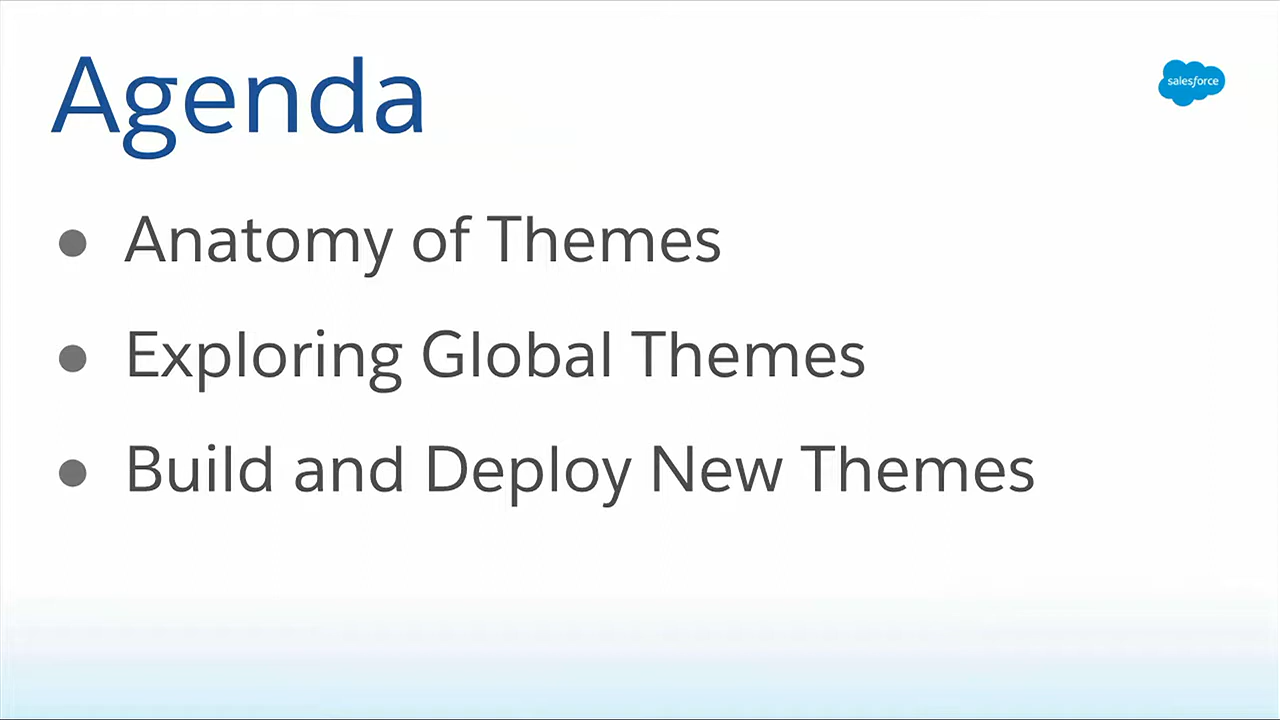 Agenda
salesforce
● Anatomy of Themes
● Exploring Global Themes
● Build and Deploy New Themes